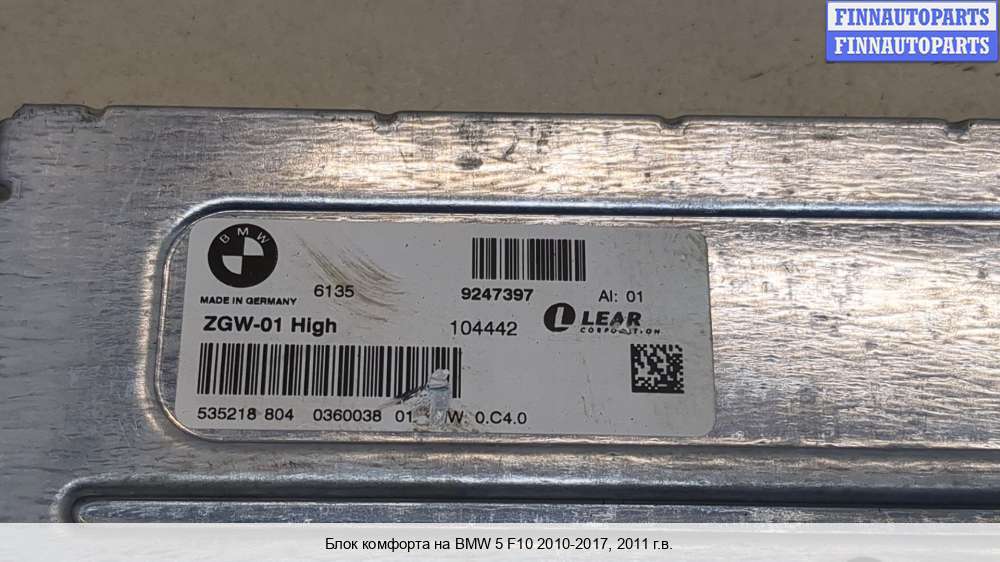 FINNAUTOPARTS
FINNAUTOPARTS
BMW
MADE IN GERMANY
6135
9247397
AI: 01
ZGW-01 High
104442
LEAR
CORPORATION
535218 804 0360038 01 W: 0.C4.0
Блок комфорта на BMW 5 F10 2010-2017, 2011 г.в.